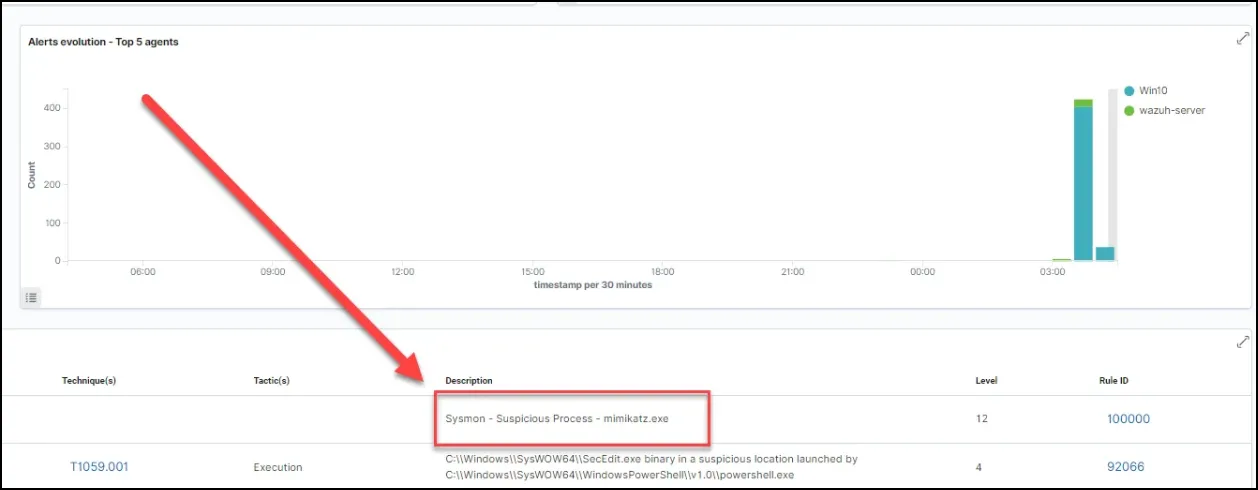 Alerts evolution - Top 5 agents
400
300
200
100
0
Count
06:00 09:00 12:00 15:00 18:00 21:00 00:00 03:00
timestamp per 30 minutes
Win10
wazuh-server
Technique(s) Tactic(s) Description Level Rule ID
Sysmon - Suspicious Process - mimikatz.exe 12 100000
T1059.001 Execution C:\\Windows\\SysWOW64\\SecEdit.exe binary in a suspicious location launched by 4 92066
C:\\Windows\\SysWOW64\\WindowsPowerShell\\v1.0\\powershell.exe